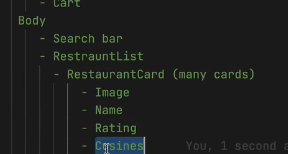 - Cart
Body
- Search bar
- RestrauntList
- RestaurantCard (many cards)
- Image
- Name
- Rating
- Cusines You, 1 second a